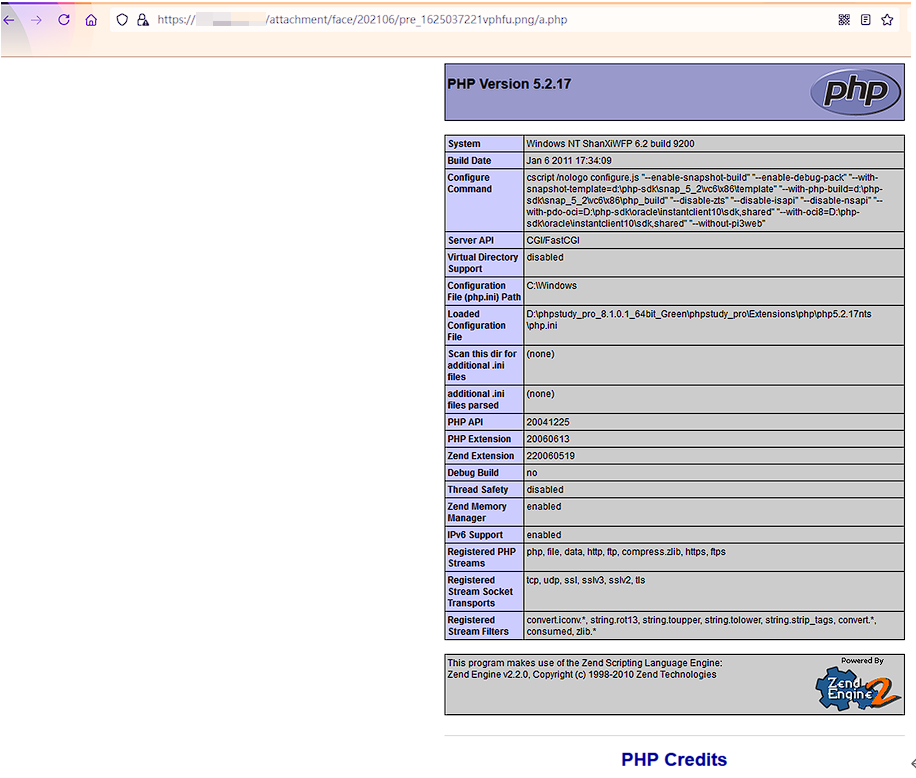 https://
/attachment/face/202106/pre_1625037221vphfu.png/a.php
PHP Version 5.2.17
php
System Windows NT ShanXiWFP 6.2 build 9200
Build Date Jan 6 2011 17:34:09
Configure Command cscript /nologo configure.js "--enable-snapshot-build" "--enable-debug-pack" "--with-
snapshot-template=d:\php-sdk\snap_5_2\vc6\x86\template" "--with-php-build=d:\php-
sdk\snap_5_2\vc6\x86\php_build" "--disable-zts" "--disable-isapi" "--disable-nsapi" "--
with-pdo-oci=D:\php-sdk\oracle\instantclient10\sdk,shared" "--with-oci8=D:\php-
sdk\oracle\instantclient10\sdk,shared" "--without-pi3web"
Server API CGI/FastCGI
Virtual Directory
Support disabled
Configuration
File (php.ini) Path C:\Windows
Loaded
Configuration
File D:\phpstudy_pro_8.1.0.1_64bit_Green\phpstudy_pro\Extensions\php\php5.2.17nts
\php.ini
Scan this dir for
additional .ini
files (none)
additional .ini
files parsed (none)
PHP API 20041225
PHP Extension 20060613
Zend Extension 220060519
Debug Build no
Thread Safety disabled
Zend Memory
Manager enabled
IPv6 Support enabled
Registered PHP
Streams php, file, data, http, ftp, compress.zlib, https, ftps
Registered
Stream Socket
Transports tcp, udp, ssl, sslv3, sslv2, tls
Registered
Stream Filters convert.iconv.*, string.rot13, string.toupper, string.tolower, string.strip_tags, convert.*,
consumed, zlib.*
This program makes use of the Zend Scripting Language Engine:
Zend Engine v2.2.0, Copyright (c) 1998-2010 Zend Technologies
Powered By
Zend
Engine 2
PHP Credits